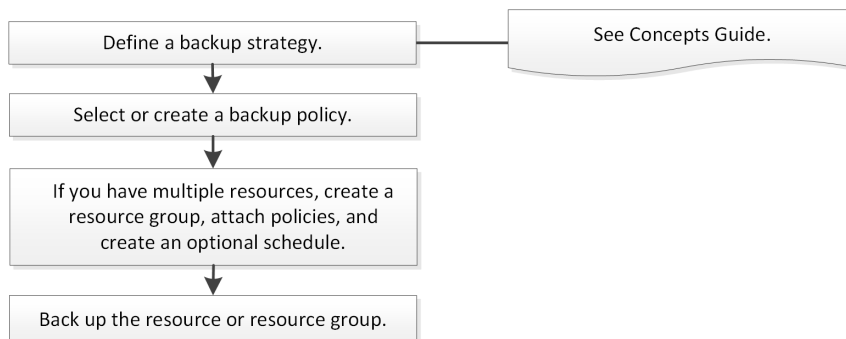 Define a backup strategy.
See Concepts Guide.
Select or create a backup policy.
If you have multiple resources, create a
resource group, attach policies, and
create an optional schedule.
Back up the resource or resource group.